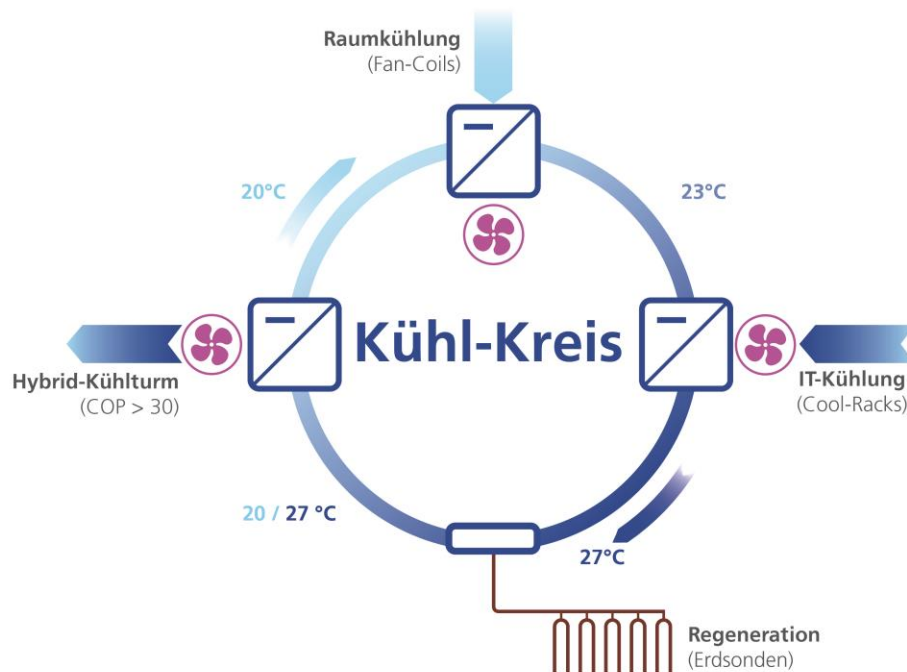 Raumkühlung
(Fan-Coils)
20°C
23°C
Kühl-Kreis
Hybrid-Kühlturm
(COP > 30)
IT-Kühlung
(Cool-Racks)
20 / 27 °C
27°C
Regeneration
(Erdsonden)